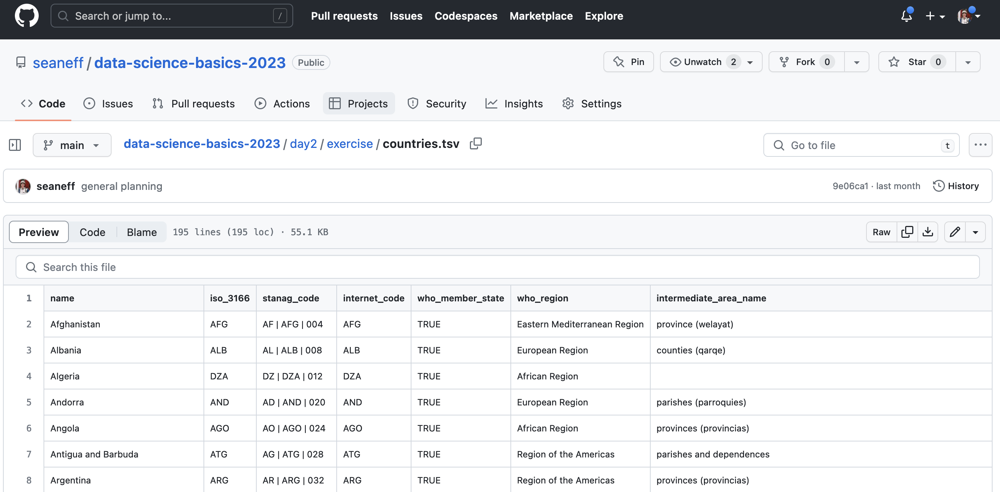 Search or jump to... / Pull requests Issues Codespaces Marketplace Explore
seaneff / data-science-basics-2023 Public Pin Unwatch 2 Fork 0 Star 0
Code Issues Pull requests Actions Projects Security Insights Settings
main data-science-basics-2023 / day2 / exercise / countries.tsv Go to file t
seaneff general planning 9e06ca1 · last month History
Preview Code Blame 195 lines (195 loc) · 55.1 KB Raw
Search this file
1 name iso_3166 stanag_code internet_code who_member_state who_region intermediate_area_name
2 Afghanistan AFG AF | AFG | 004 AFG TRUE Eastern Mediterranean Region province (welayat)
3 Albania ALB AL | ALB | 008 ALB TRUE European Region counties (qarqe)
4 Algeria DZA DZ | DZA | 012 DZA TRUE African Region
5 Andorra AND AD | AND | 020 AND TRUE European Region parishes (parroquies)
6 Angola AGO AO | AGO | 024 AGO TRUE African Region provinces (provincias)
7 Antigua and Barbuda ATG AG | ATG | 028 ATG TRUE Region of the Americas parishes and dependences
8 Argentina ARG AR | ARG | 032 ARG TRUE Region of the Americas provinces (provincias)